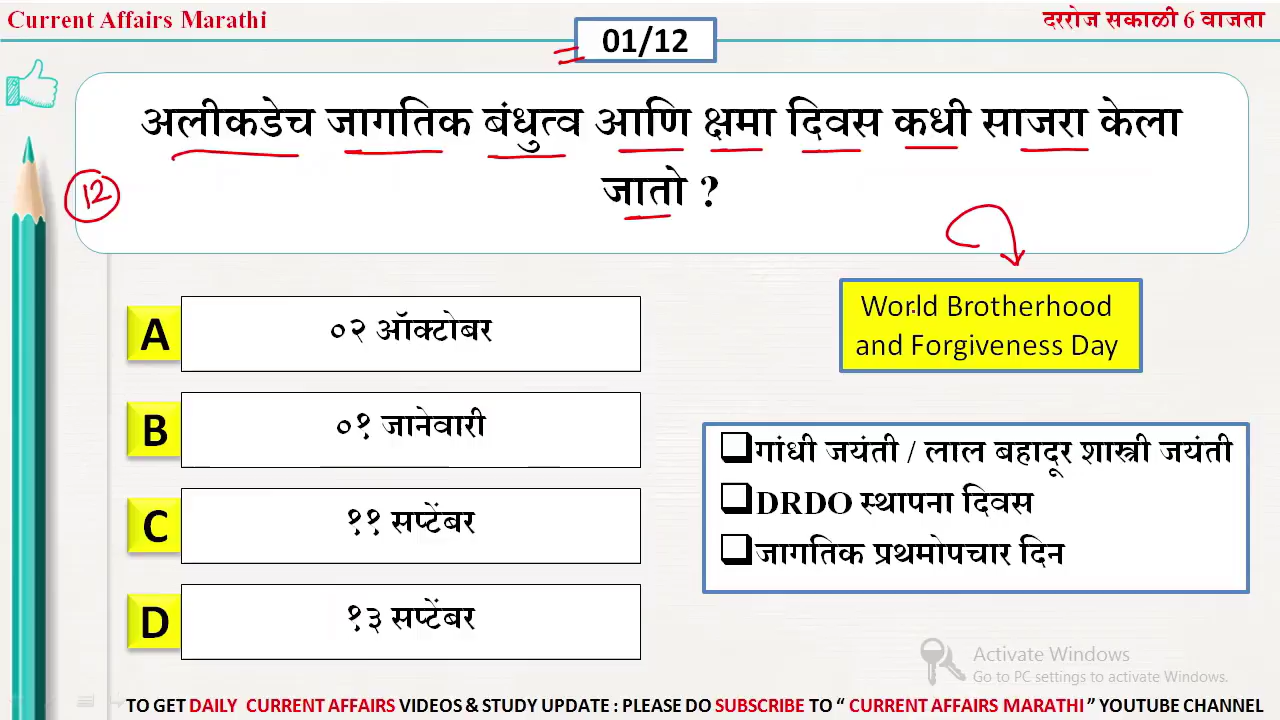 Current Affairs Marathi
दररोज सकाळी 6 वाजता
01/12
अलीकडेच जागतिक बंधुत्व आणि क्षमा दिवस कधी साजरा केला
जातो ?
12
World Brotherhood
and Forgiveness Day
A ०२ ऑक्टोबर
B ०१ जानेवारी
C ११ सप्टेंबर
D १३ सप्टेंबर
गांधी जयंती / लाल बहादूर शास्त्री जयंती
DRDO स्थापना दिवस
जागतिक प्रथमोपचार दिन
Activate Windows
Go to PC settings to activate Windows.
TO GET DAILY CURRENT AFFAIRS VIDEOS & STUDY UPDATE : PLEASE DO SUBSCRIBE TO “ CURRENT AFFAIRS MARATHI ” YOUTUBE CHANNEL